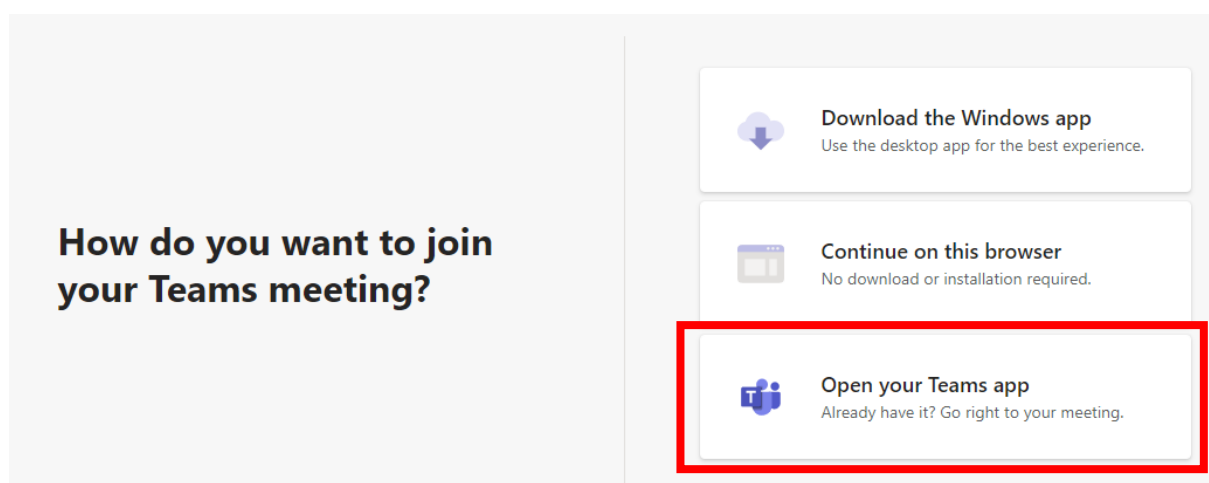 How do you want to join
your Teams meeting?
Download the Windows app
Use the desktop app for the best experience.
Continue on this browser
No download or installation required.
T
Open your Teams app
Already have it? Go right to your meeting.